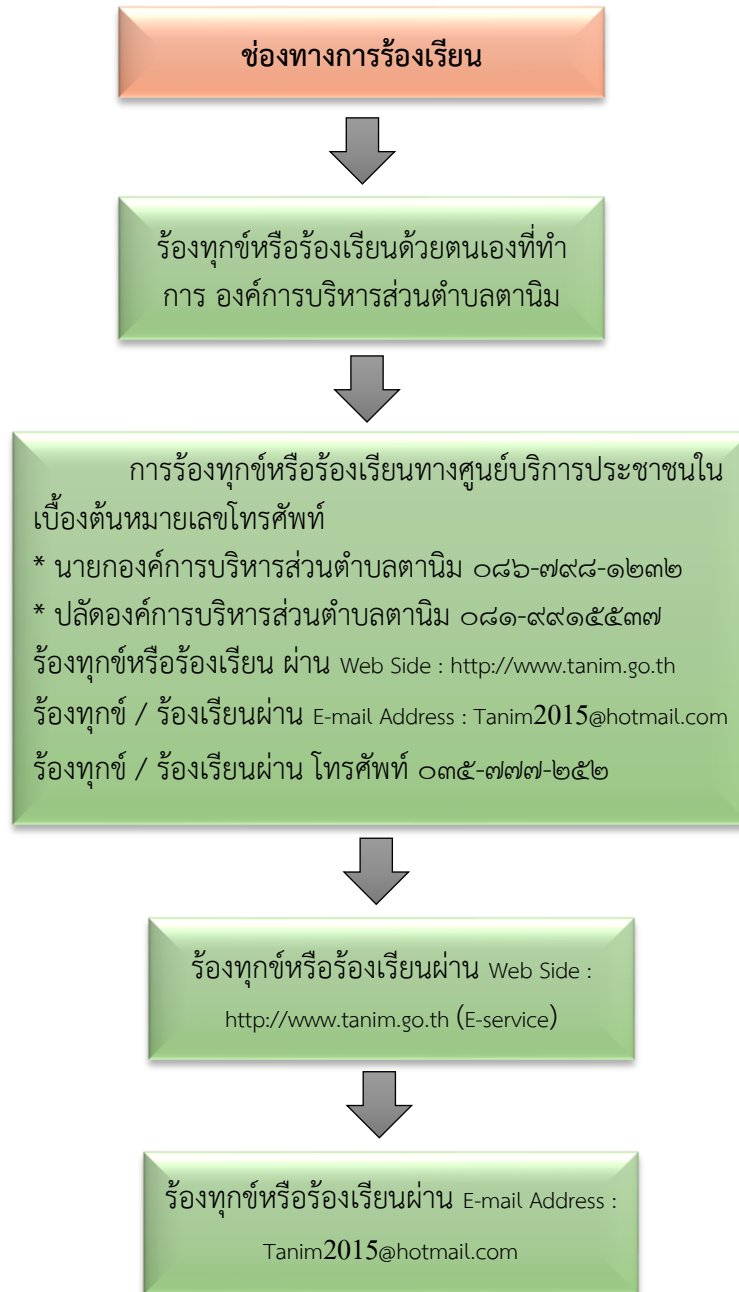 ช่องทางการร้องเรียน
ร้องทุกข์หรือร้องเรียนด้วยตนเองที่ทำ
การ องค์การบริหารส่วนตำบลตานิม
การร้องทุกข์หรือร้องเรียนทางศูนย์บริการประชาชนใน
เบื้องต้นหมายเลขโทรศัพท์
* นายกองค์การบริหารส่วนตำบลตานิม ๐๘๖-๗๙๘-๑๒๓๒
* ปลัดองค์การบริหารส่วนตำบลตานิม ๐๘๑-๙๙๑๕๕๓๗
ร้องทุกข์หรือร้องเรียน ผ่าน Web Side : http://www.tanim.go.th
ร้องทุกข์ / ร้องเรียนผ่าน E-mail Address : Tanim2015@hotmail.com
ร้องทุกข์ / ร้องเรียนผ่าน โทรศัพท์ ๐๓๕-๗๗๗-๒๕๒
ร้องทุกข์หรือร้องเรียนผ่าน Web Side :
http://www.tanim.go.th (E-service)
ร้องทุกข์หรือร้องเรียนผ่าน E-mail Address :
Tanim2015@hotmail.com